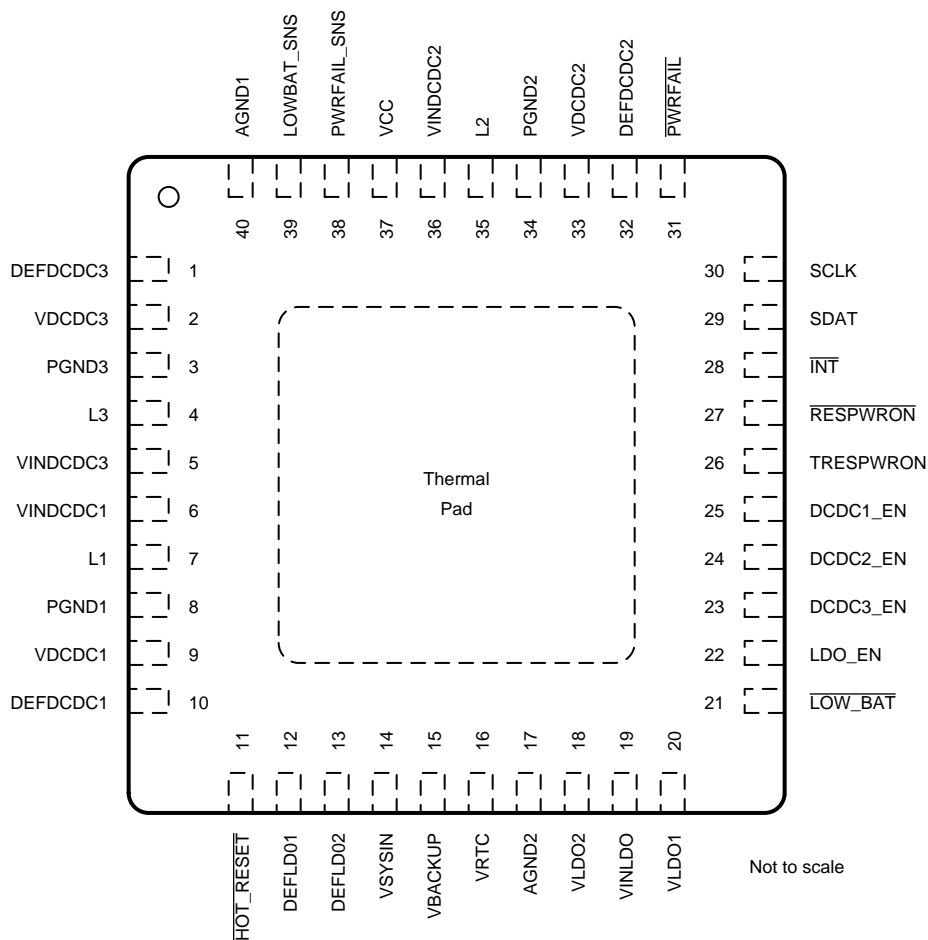 AGND1
LOWBAT_SNS
PWRFAIL_SNS
VCC
VINDCDC2
L2
PGND2
VDCDC2
DEFDCDC2
PWRFAIL
40
39
38
37
36
35
34
33
32
31
DEFDCDC3 1
VDCDC3 2
PGND3 3
L3 4
VINDCDC3 5
VINDCDC1 6
L1 7
PGND1 8
VDCDC1 9
DEFDCDC1 10
Thermal
Pad
30 SCLK
29 SDAT
28 INT
27 RESPWRON
26 TRESPWRON
25 DCDC1_EN
24 DCDC2_EN
23 DCDC3_EN
22 LDO_EN
21 LOW_BAT
11
12
13
14
15
16
17
18
19
20
HOT_RESET
DEFLD01
DEFLD02
VSYSIN
VBACKUP
VRTC
AGND2
VLDO2
VINLDO
VLDO1
Not to scale